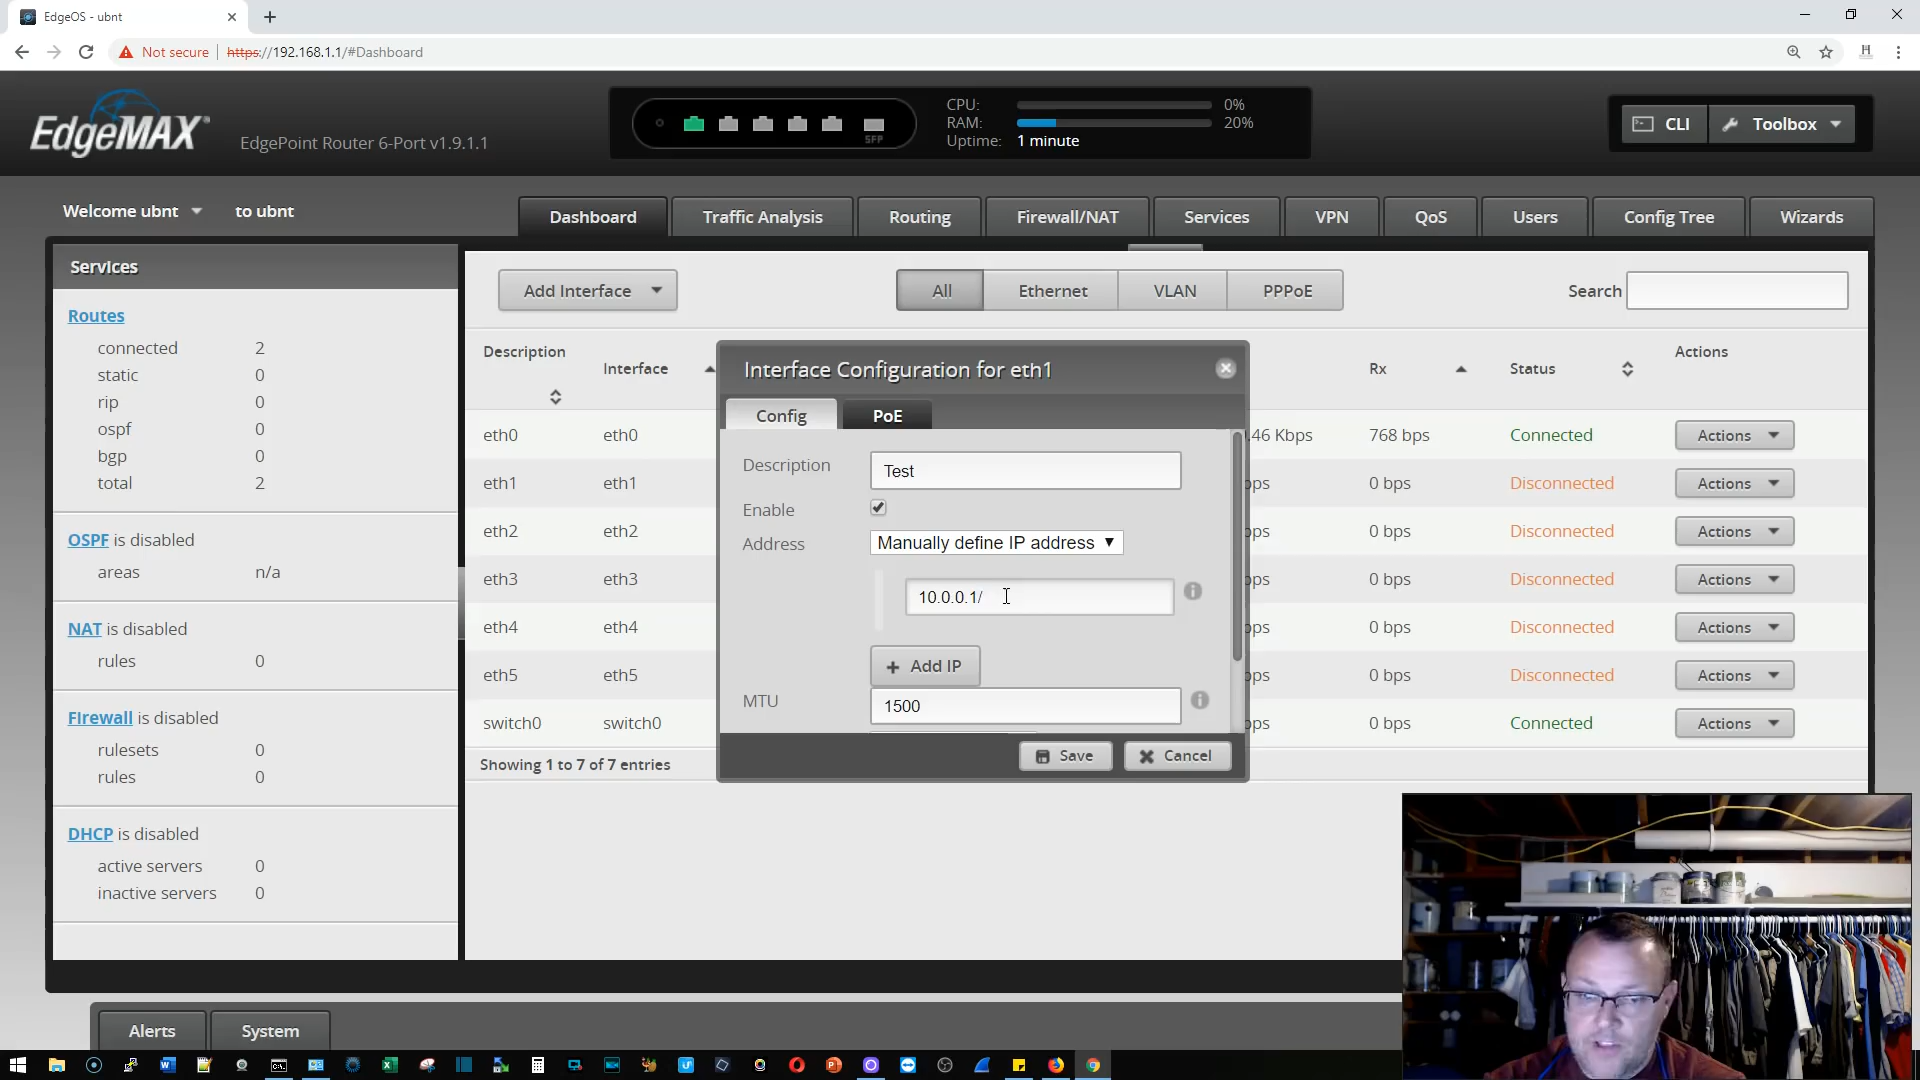 EdgeOS - ubnt
Not secure https://192.168.1.1/#Dashboard
EdgeMAX
EdgePoint Router 6-Port v1.9.1.1
SFP
CPU: 0%
RAM: 20%
Uptime: 1 minute
CLI
Toolbox
Welcome ubnt
to ubnt
Dashboard
Traffic Analysis
Routing
Firewall/NAT
Services
VPN
QoS
Users
Config Tree
Wizards
Services
Routes
connected 2
static 0
rip 0
ospf 0
bgp 0
total 2
OSPF is disabled
areas n/a
NAT is disabled
rules 0
Firewall is disabled
rulesets 0
rules 0
DHCP is disabled
active servers 0
inactive servers 0
Add Interface
All
Ethernet
VLAN
PPPoE
Search
Description
Interface
Rx
Status
Actions
eth0 eth0 .46 Kbps 768 bps Connected Actions
eth1 eth1 bps 0 bps Disconnected Actions
eth2 eth2 bps 0 bps Disconnected Actions
eth3 eth3 bps 0 bps Disconnected Actions
eth4 eth4 bps 0 bps Disconnected Actions
eth5 eth5 bps 0 bps Disconnected Actions
switch0 switch0 bps 0 bps Connected Actions
Showing 1 to 7 of 7 entries
Interface Configuration for eth1
Config
PoE
Description Test
Enable
Address Manually define IP address
10.0.0.1/
+ Add IP
MTU 1500
Save
Cancel
Alerts
System